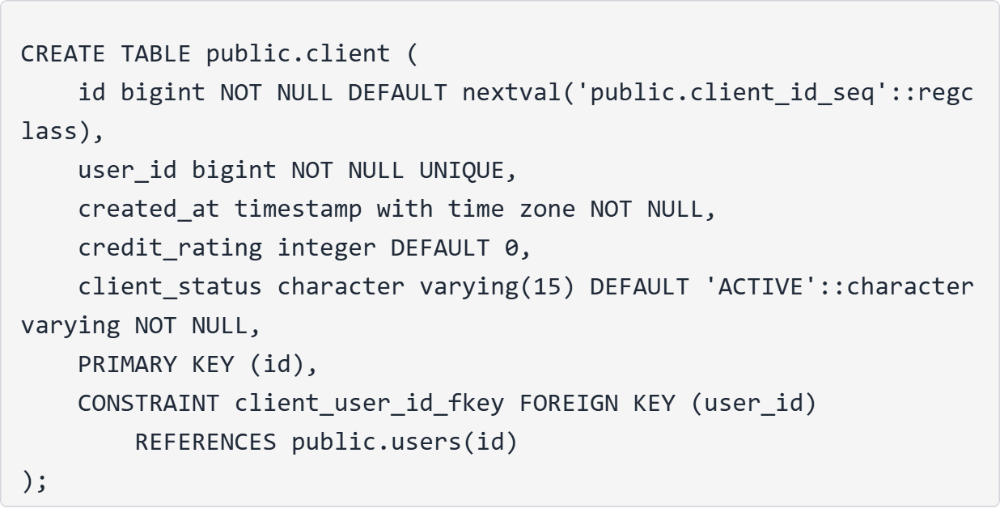 CREATE TABLE public.client (
    id bigint NOT NULL DEFAULT nextval('public.client_id_seq'::regc
lass),
    user_id bigint NOT NULL UNIQUE,
    created_at timestamp with time zone NOT NULL,
    credit_rating integer DEFAULT 0,
    client_status character varying(15) DEFAULT 'ACTIVE'::character
varying NOT NULL,
    PRIMARY KEY (id),
    CONSTRAINT client_user_id_fkey FOREIGN KEY (user_id)
        REFERENCES public.users(id)
);